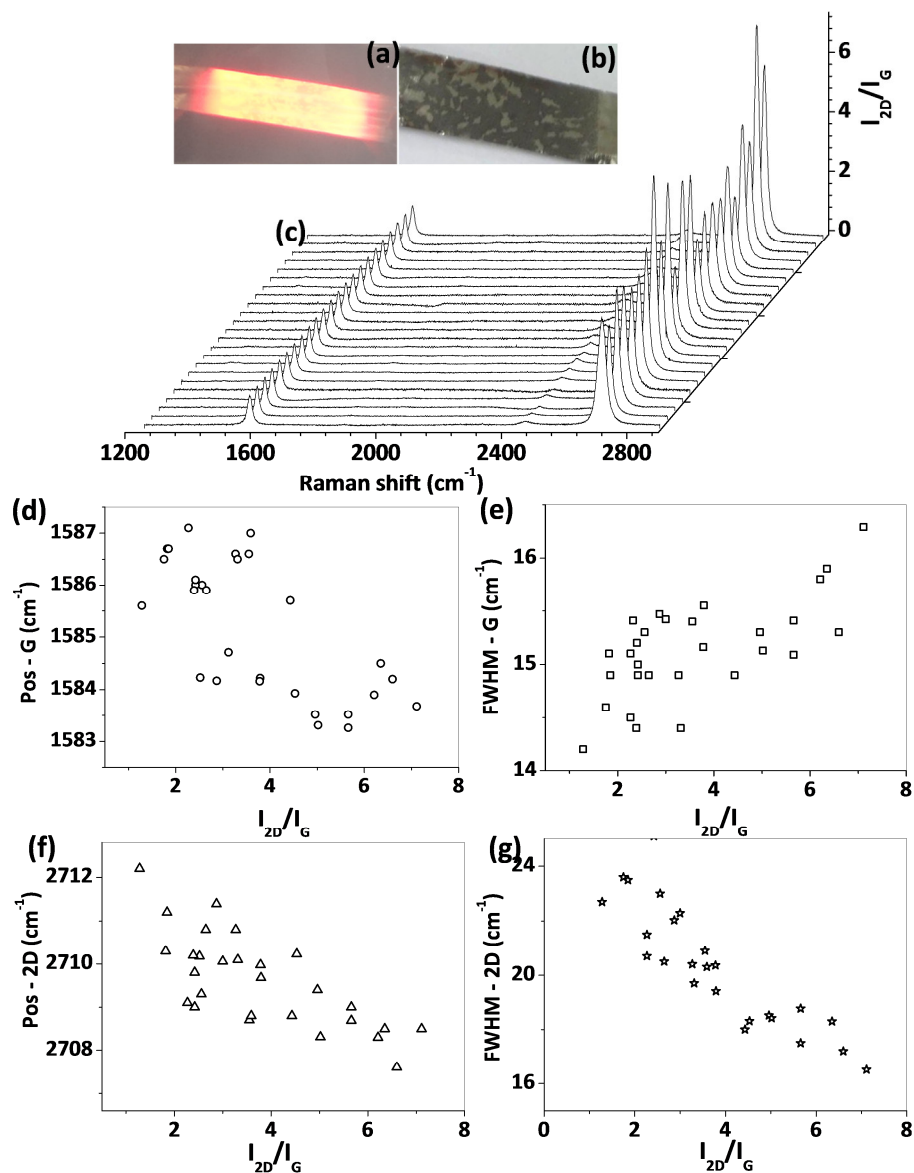 (a)
(b)
6
4
2
0
I2D/IG
(c)
1200
1600
2000
2400
2800
Raman shift (cm-1)
(d)
1587
1586
1585
1584
1583
Pos - G (cm-1)
2
4
6
8
I2D/IG
(e)
16
15
14
FWHM - G (cm-1)
2
4
6
8
I2D/IG
(f)
2712
2710
2708
Pos - 2D (cm-1)
2
4
6
8
I2D/IG
(g)
24
20
16
FWHM - 2D (cm-1)
0
2
4
6
8
I2D/IG